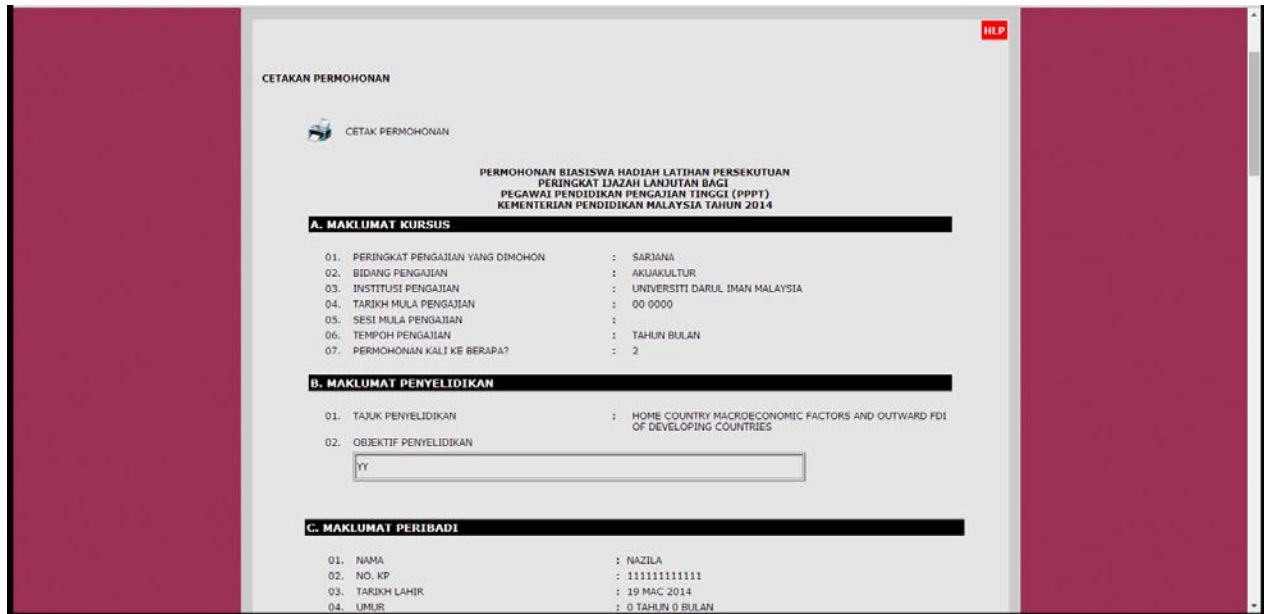 HLP
CETAKAN PERMOHONAN
CETAK PERMOHONAN
PERMOHONAN BIASISWA HADIAH LATIHAN PERSEKUTUAN
PERINGKAT IJAZAH LANJUTAN BAGI
PEGAWAI PENDIDIKAN PENGAJIAN TINGGI (PPPT)
KEMENTERIAN PENDIDIKAN MALAYSIA TAHUN 2014
A. MAKLUMAT KURSUS
01. PERINGKAT PENGAJIAN YANG DIMOHON : SARJANA
02. BIDANG PENGAJIAN : AKUAKULTUR
03. INSTITUSI PENGAJIAN : UNIVERSITI DARUL IMAN MALAYSIA
04. TARIKH MULA PENGAJIAN : 00 0000
05. SESI MULA PENGAJIAN :
06. TEMPOH PENGAJIAN : TAHUN BULAN
07. PERMOHONAN KALI KE BERAPA? : 2
B. MAKLUMAT PENYELIDIKAN
01. TAJUK PENYELIDIKAN : HOME COUNTRY MACROECONOMIC FACTORS AND OUTWARD FDI
OF DEVELOPING COUNTRIES
02. OBJEKTIF PENYELIDIKAN
YY
C. MAKLUMAT PERIBADI
01. NAMA : NAZILA
02. NO. KP : 111111111111
03. TARIKH LAHIR : 19 MAC 2014
04. UMUR : 0 TAHUN 0 BULAN